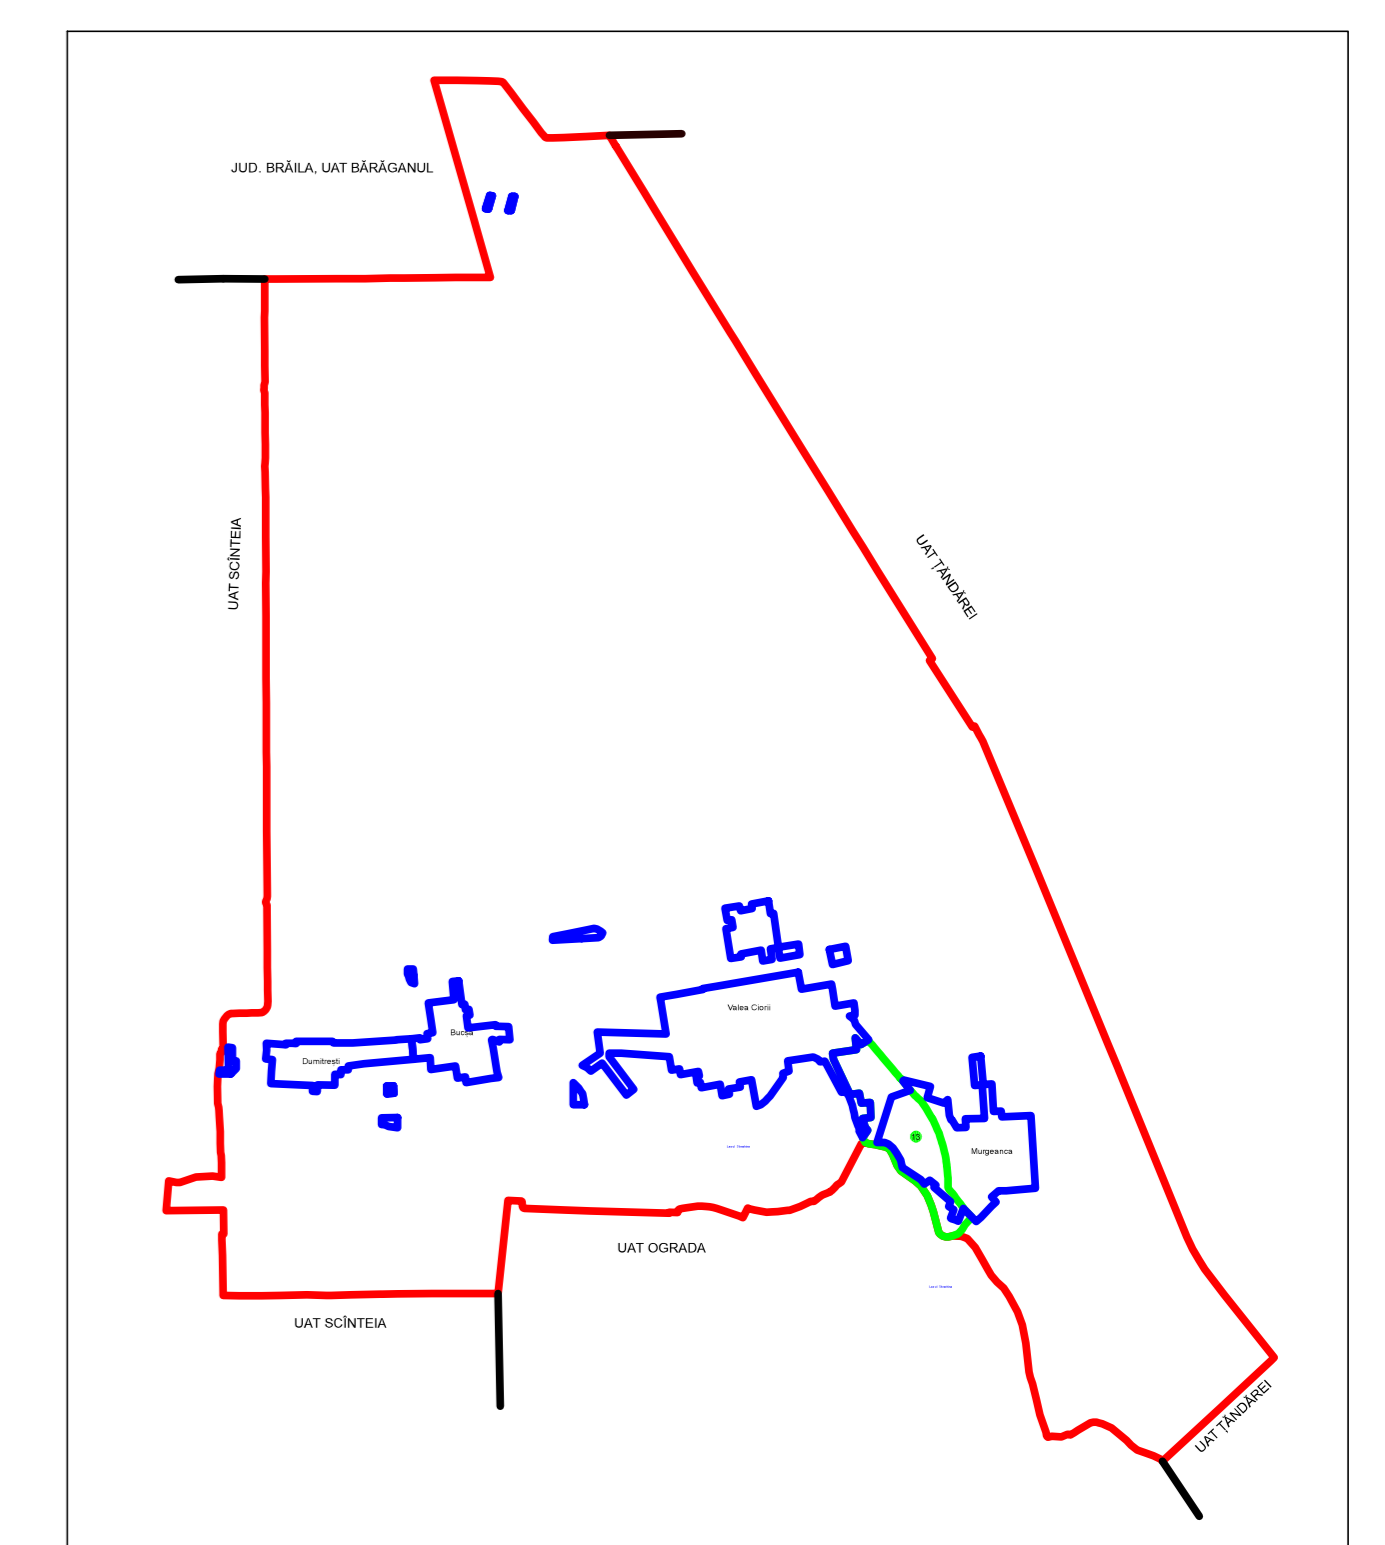 JUD. BRĂILA, UAT BĂRĂGANUL
UAT SCÎNTEIA
UAT ȚĂNDĂREI
Valea Ciorii
Bucșa
Dumitrești
13
Murgeanca
UAT OGRADA
UAT SCÎNTEIA
UAT ȚĂNDĂREI